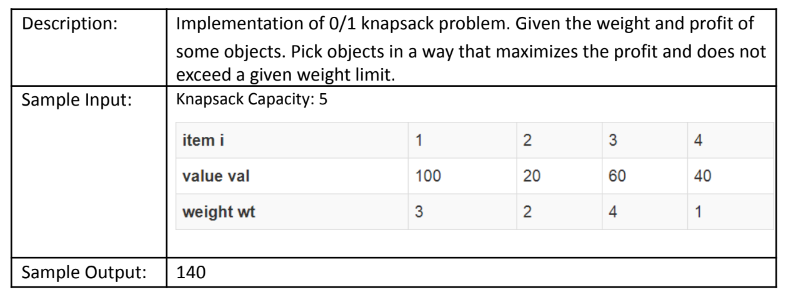 Description: Implementation of 0/1 knapsack problem. Given the weight and profit of
some objects. Pick objects in a way that maximizes the profit and does not
exceed a given weight limit.
Sample Input: Knapsack Capacity: 5
item i 1 2 3 4
value val 100 20 60 40
weight wt 3 2 4 1
Sample Output: 140